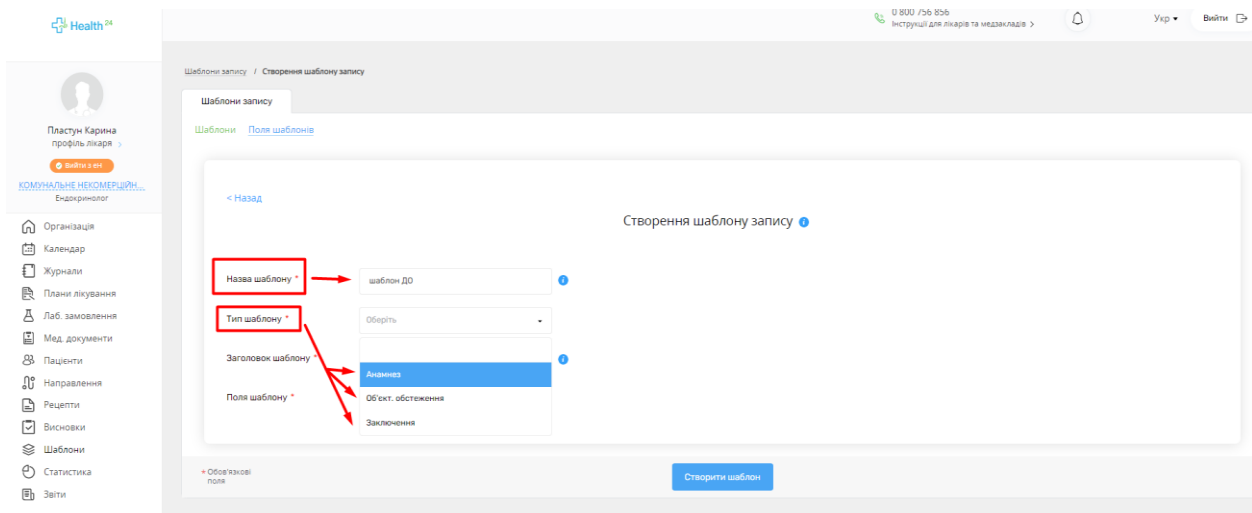 Health 24
0 800 756 856
Інструкції для лікарів та медзакладів >
Укр
Вийти
Шаблони запису / Створення шаблону запису
Шаблони запису
Шаблони Поля шаблонів
Пластун Карина
профіль лікаря >
Вийти з ЕН
КОМУНАЛЬНЕ НЕКОМЕРЦІЙН...
Ендокринолог
Організація
Календар
Журнали
Плани лікування
Лаб. замовлення
Мед. документи
Пацієнти
Направлення
Рецепти
Висновки
Шаблони
Статистика
Звіти
< Назад
Створення шаблону запису
Назва шаблону *
шаблон ДО
Тип шаблону *
Оберіть
Заголовок шаблону *
Анамнез
Поля шаблону *
Об'єкт. обстеження
Заключення
* Обов'язкові
поля
Створити шаблон